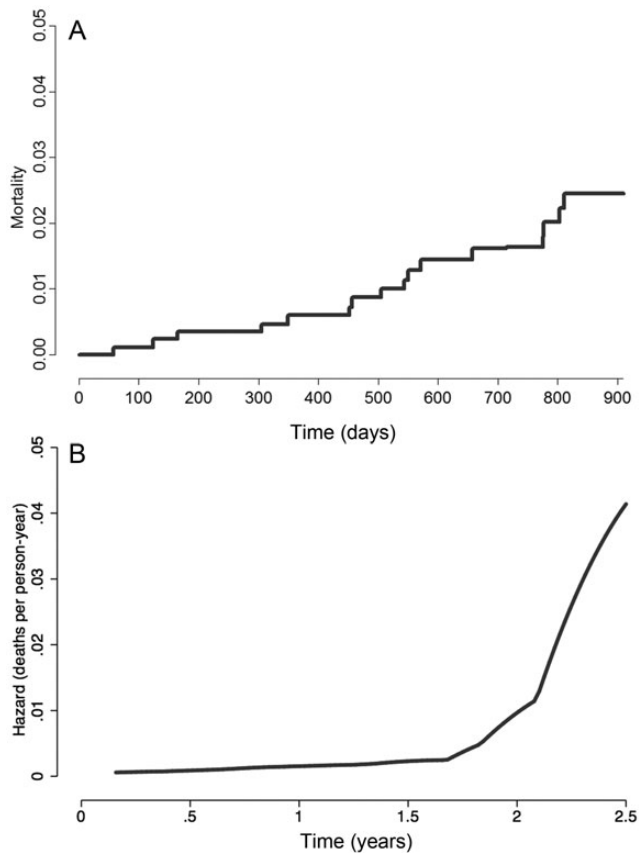 A
0.05
0.04
0.03
0.02
0.01
0.00
Mortality
0 100 200 300 400 500 600 700 800 900
Time (days)
B
.05
.04
.03
.02
.01
0
Hazard (deaths per person-year)
0 .5 1 1.5 2 2.5
Time (years)